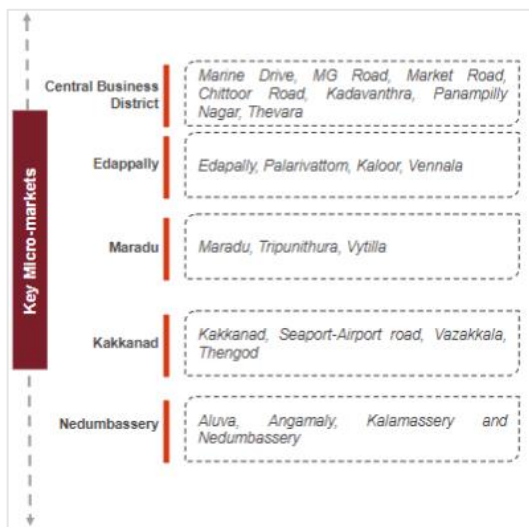 Key Micro-markets
Central Business
District
Marine Drive, MG Road, Market Road,
Chittoor Road, Kadavanthra, Panampilly
Nagar, Thevara
Edappally
Edapally, Palarivattom, Kaloor, Vennala
Maradu
Maradu, Tripunithura, Vytilla
Kakkanad
Kakkanad, Seaport-Airport road, Vazakkala,
Thengod
Nedumbassery
Aluva, Angamaly, Kalamassery and
Nedumbassery